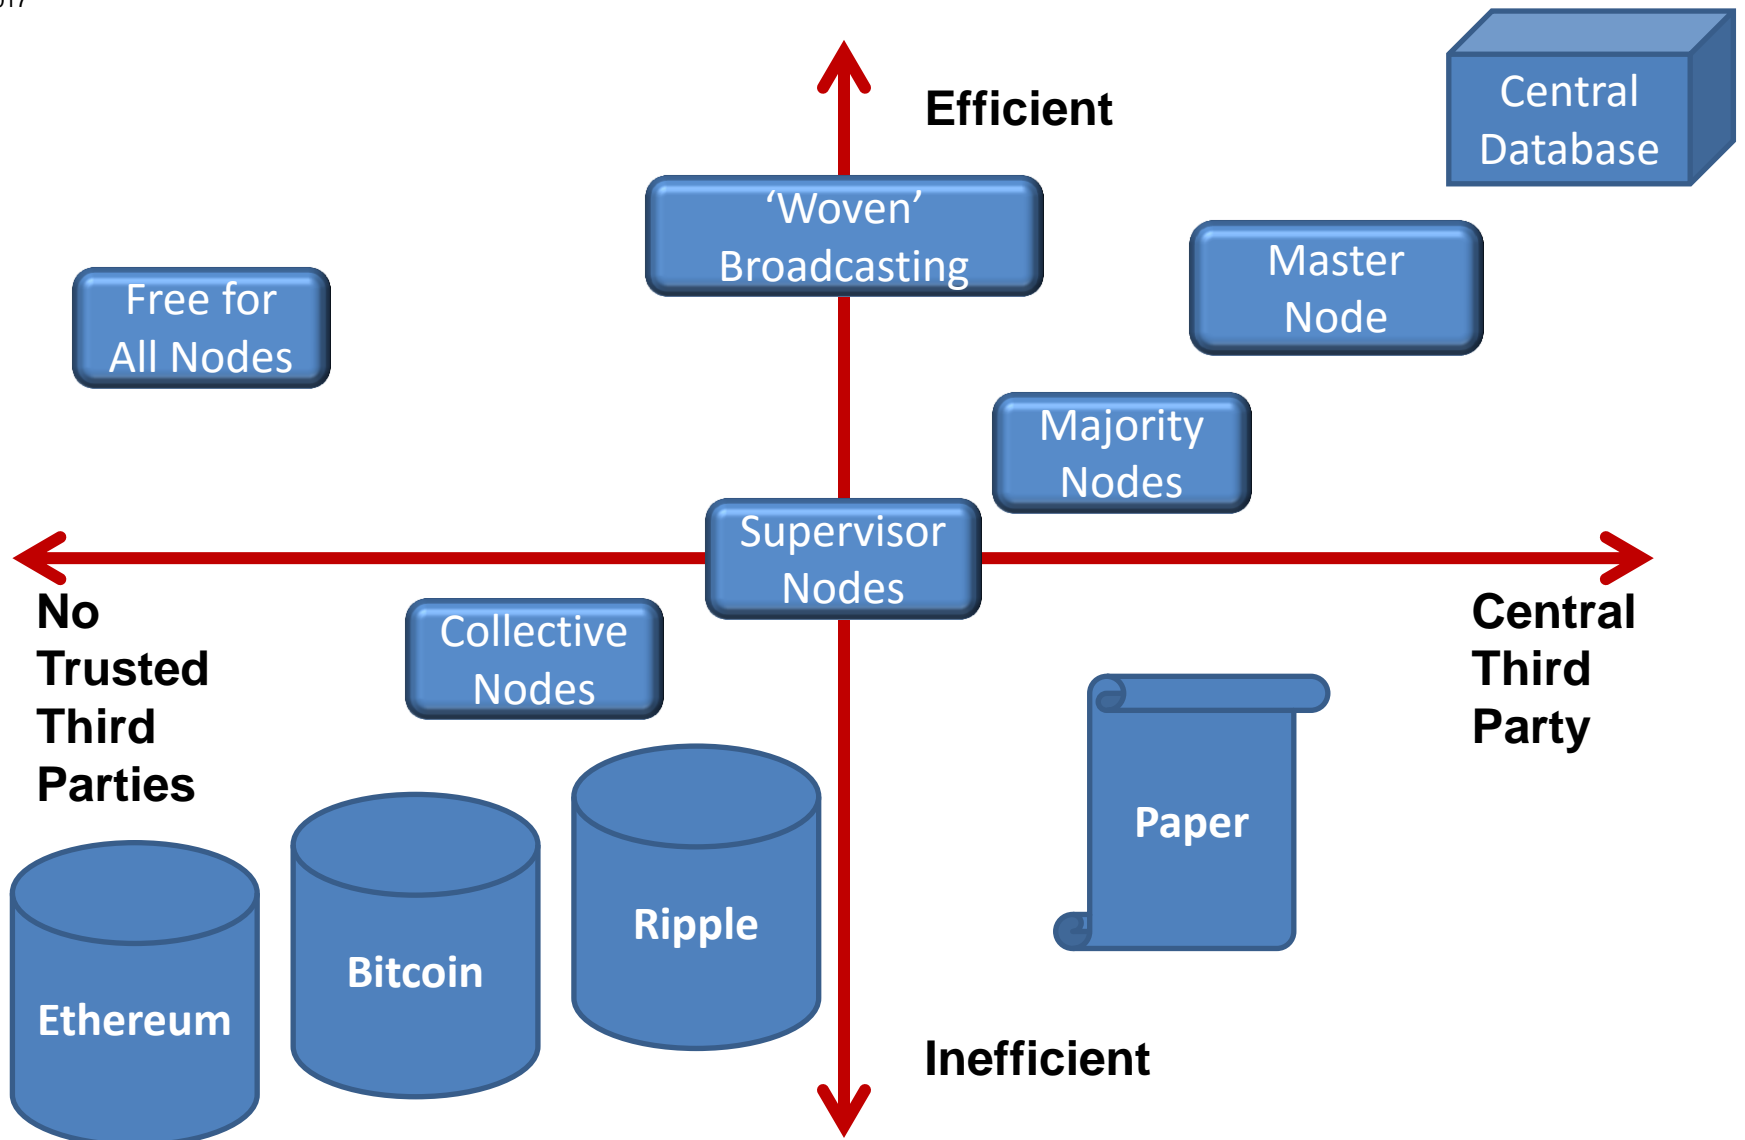 Efficient
Central
Database
‘Woven’
Broadcasting
Master
Node
Free for
All Nodes
Majority
Nodes
Supervisor
Nodes
No
Trusted
Third
Parties
Central
Third
Party
Collective
Nodes
Paper
Ripple
Bitcoin
Ethereum
Inefficient